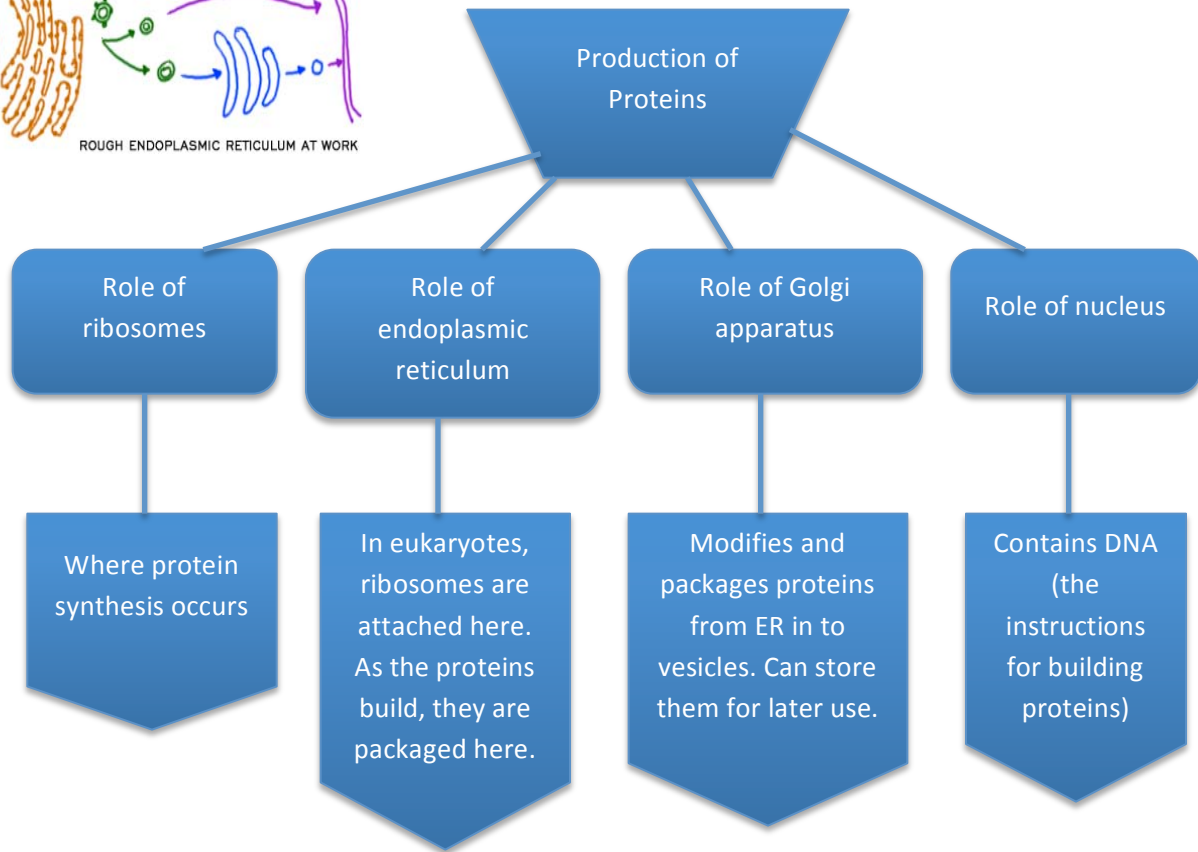 ROUGH ENDOPLASMIC RETICULUM AT WORK
Production of
Proteins
Role of
ribosomes
Role of
endoplasmic
reticulum
Role of Golgi
apparatus
Role of nucleus
Where protein
synthesis occurs
In eukaryotes,
ribosomes are
attached here.
As the proteins
build, they are
packaged here.
Modifies and
packages proteins
from ER in to
vesicles. Can store
them for later use.
Contains DNA
(the
instructions
for building
proteins)